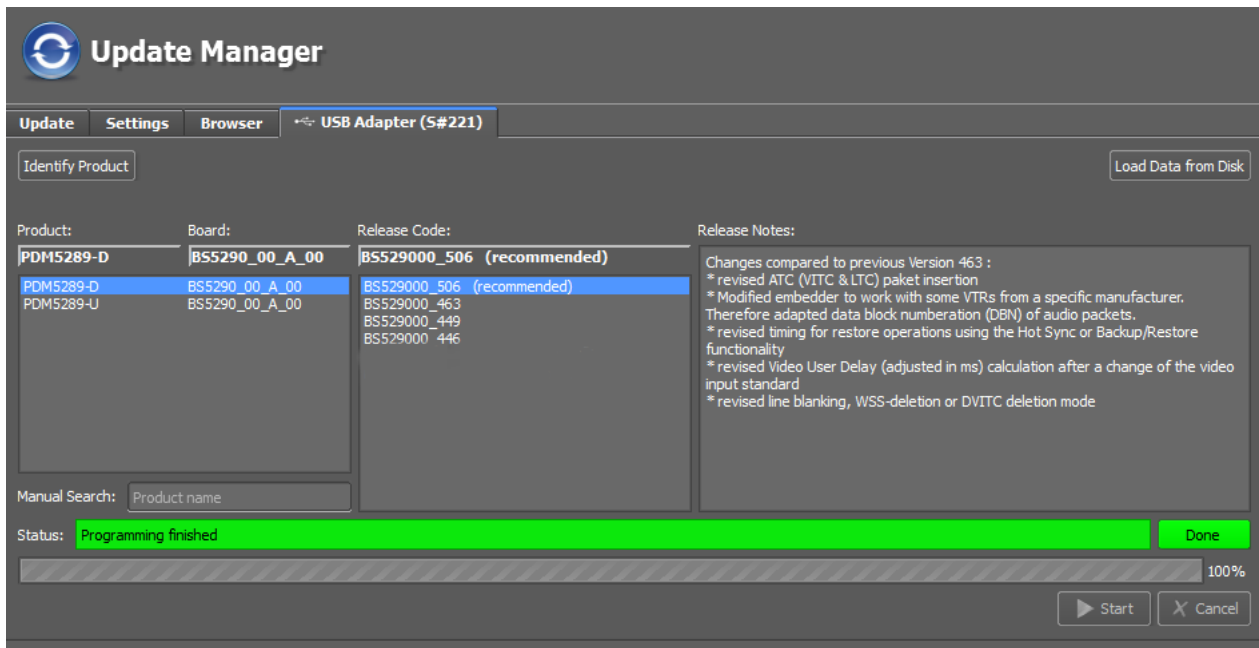 Update Manager
Update Settings Browser USB Adapter (S#221)
Identify Product Load Data from Disk
Product: Board: Release Code: Release Notes:
PDM5289-D BS5290_00_A_00 BS529000_506 (recommended)
PDM5289-D BS5290_00_A_00 BS529000_506 (recommended)
PDM5289-U BS5290_00_A_00 BS529000_463
BS529000_449
BS529000_446
Changes compared to previous Version 463 :
* revised ATC (VITC & LTC) paket insertion
* Modified embedder to work with some VTRs from a specific manufacturer.
Therefore adapted data block numberation (DBN) of audio packets.
* revised timing for restore operations using the Hot Sync or Backup/Restore
functionality
* revised Video User Delay (adjusted in ms) calculation after a change of the video
input standard
* revised line blanking, WSS-deletion or DVITC deletion mode
Manual Search: Product name
Status: Programming finished Done
100%
Start X Cancel